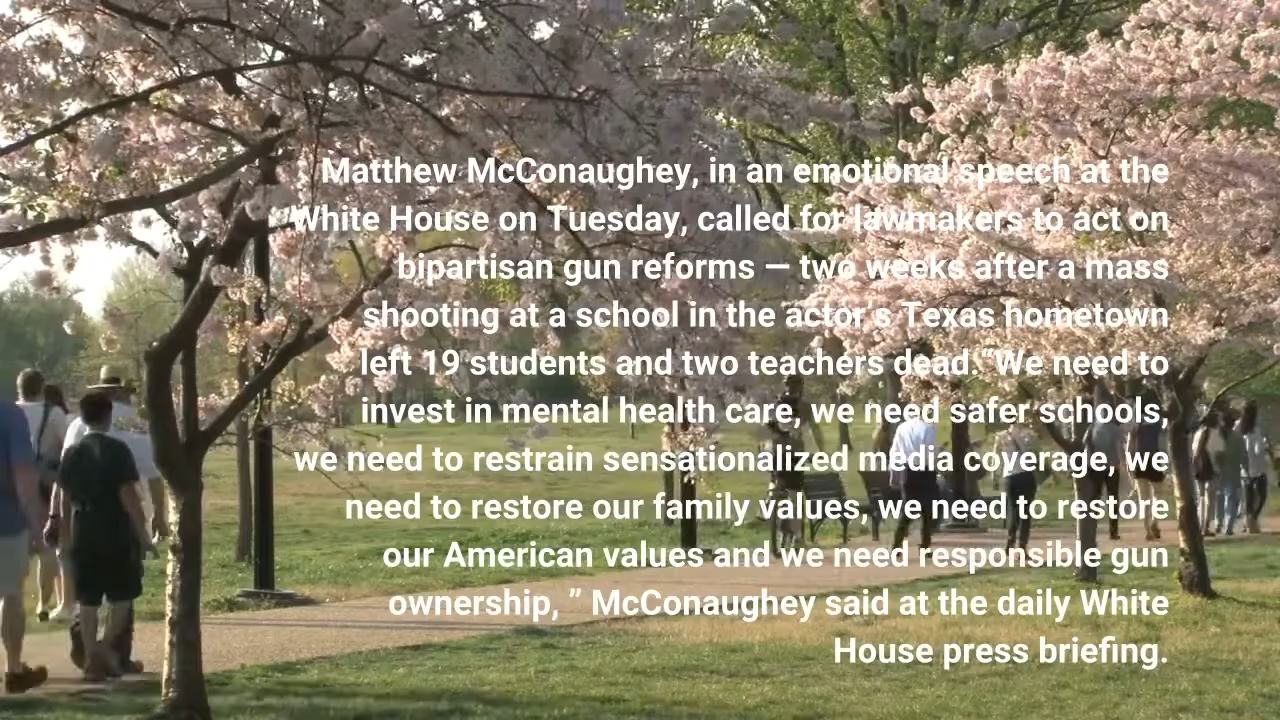 Matthew McConaughey, in an emotional speech at the
White House on Tuesday, called for lawmakers to act on
bipartisan gun reforms — two weeks after a mass
shooting at a school in the actor's Texas hometown
left 19 students and two teachers dead.“We need to
invest in mental health care, we need safer schools,
we need to restrain sensationalized media coverage, we
need to restore our family values, we need to restore
our American values and we need responsible gun
ownership, ” McConaughey said at the daily White
House press briefing.